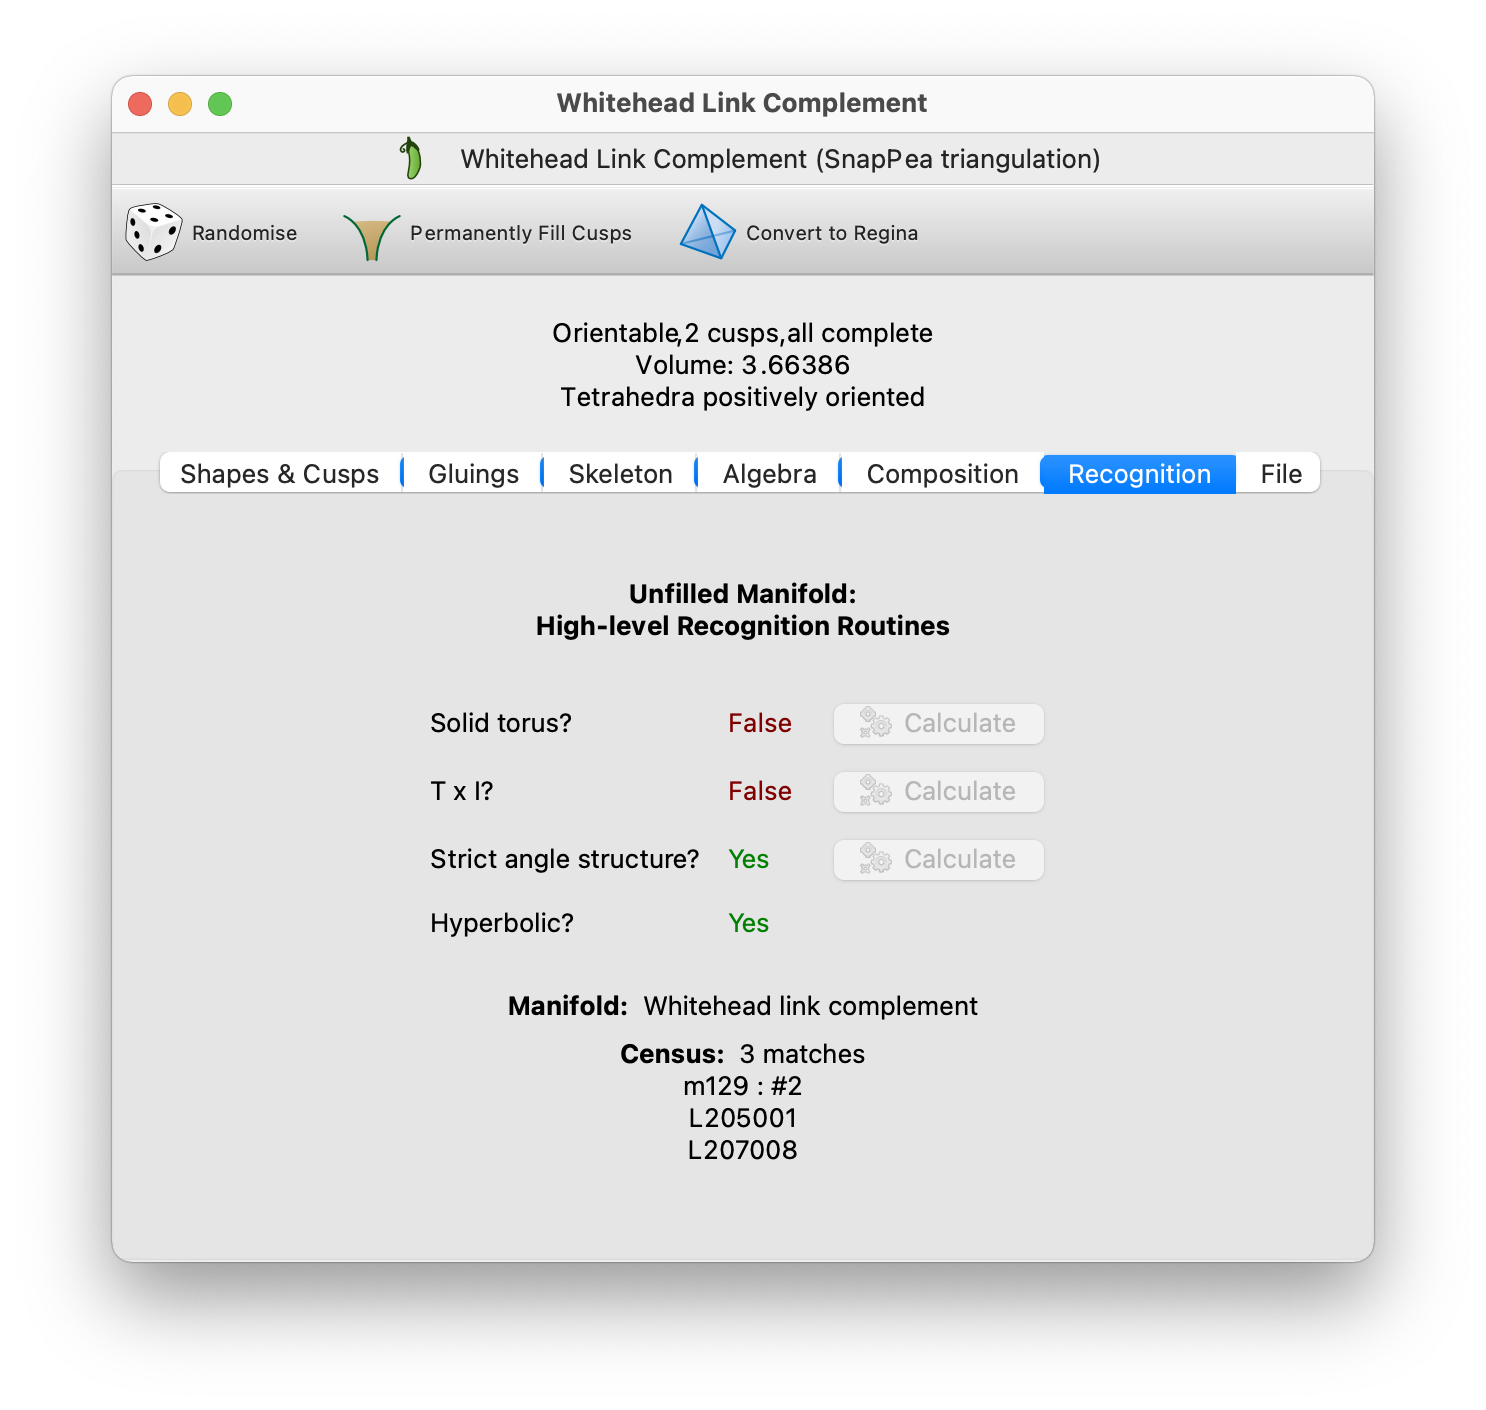 Whitehead Link Complement
Whitehead Link Complement (SnapPea triangulation)
Randomise Permanently Fill Cusps Convert to Regina
Orientable,2 cusps,all complete
Volume: 3.66386
Tetrahedra positively oriented
Shapes & Cusps Gluings Skeleton Algebra Composition Recognition File
Unfilled Manifold:
High-level Recognition Routines
Solid torus? False Calculate
T x I? False Calculate
Strict angle structure? Yes Calculate
Hyperbolic? Yes
Manifold: Whitehead link complement
Census: 3 matches
m129 : #2
L205001
L207008